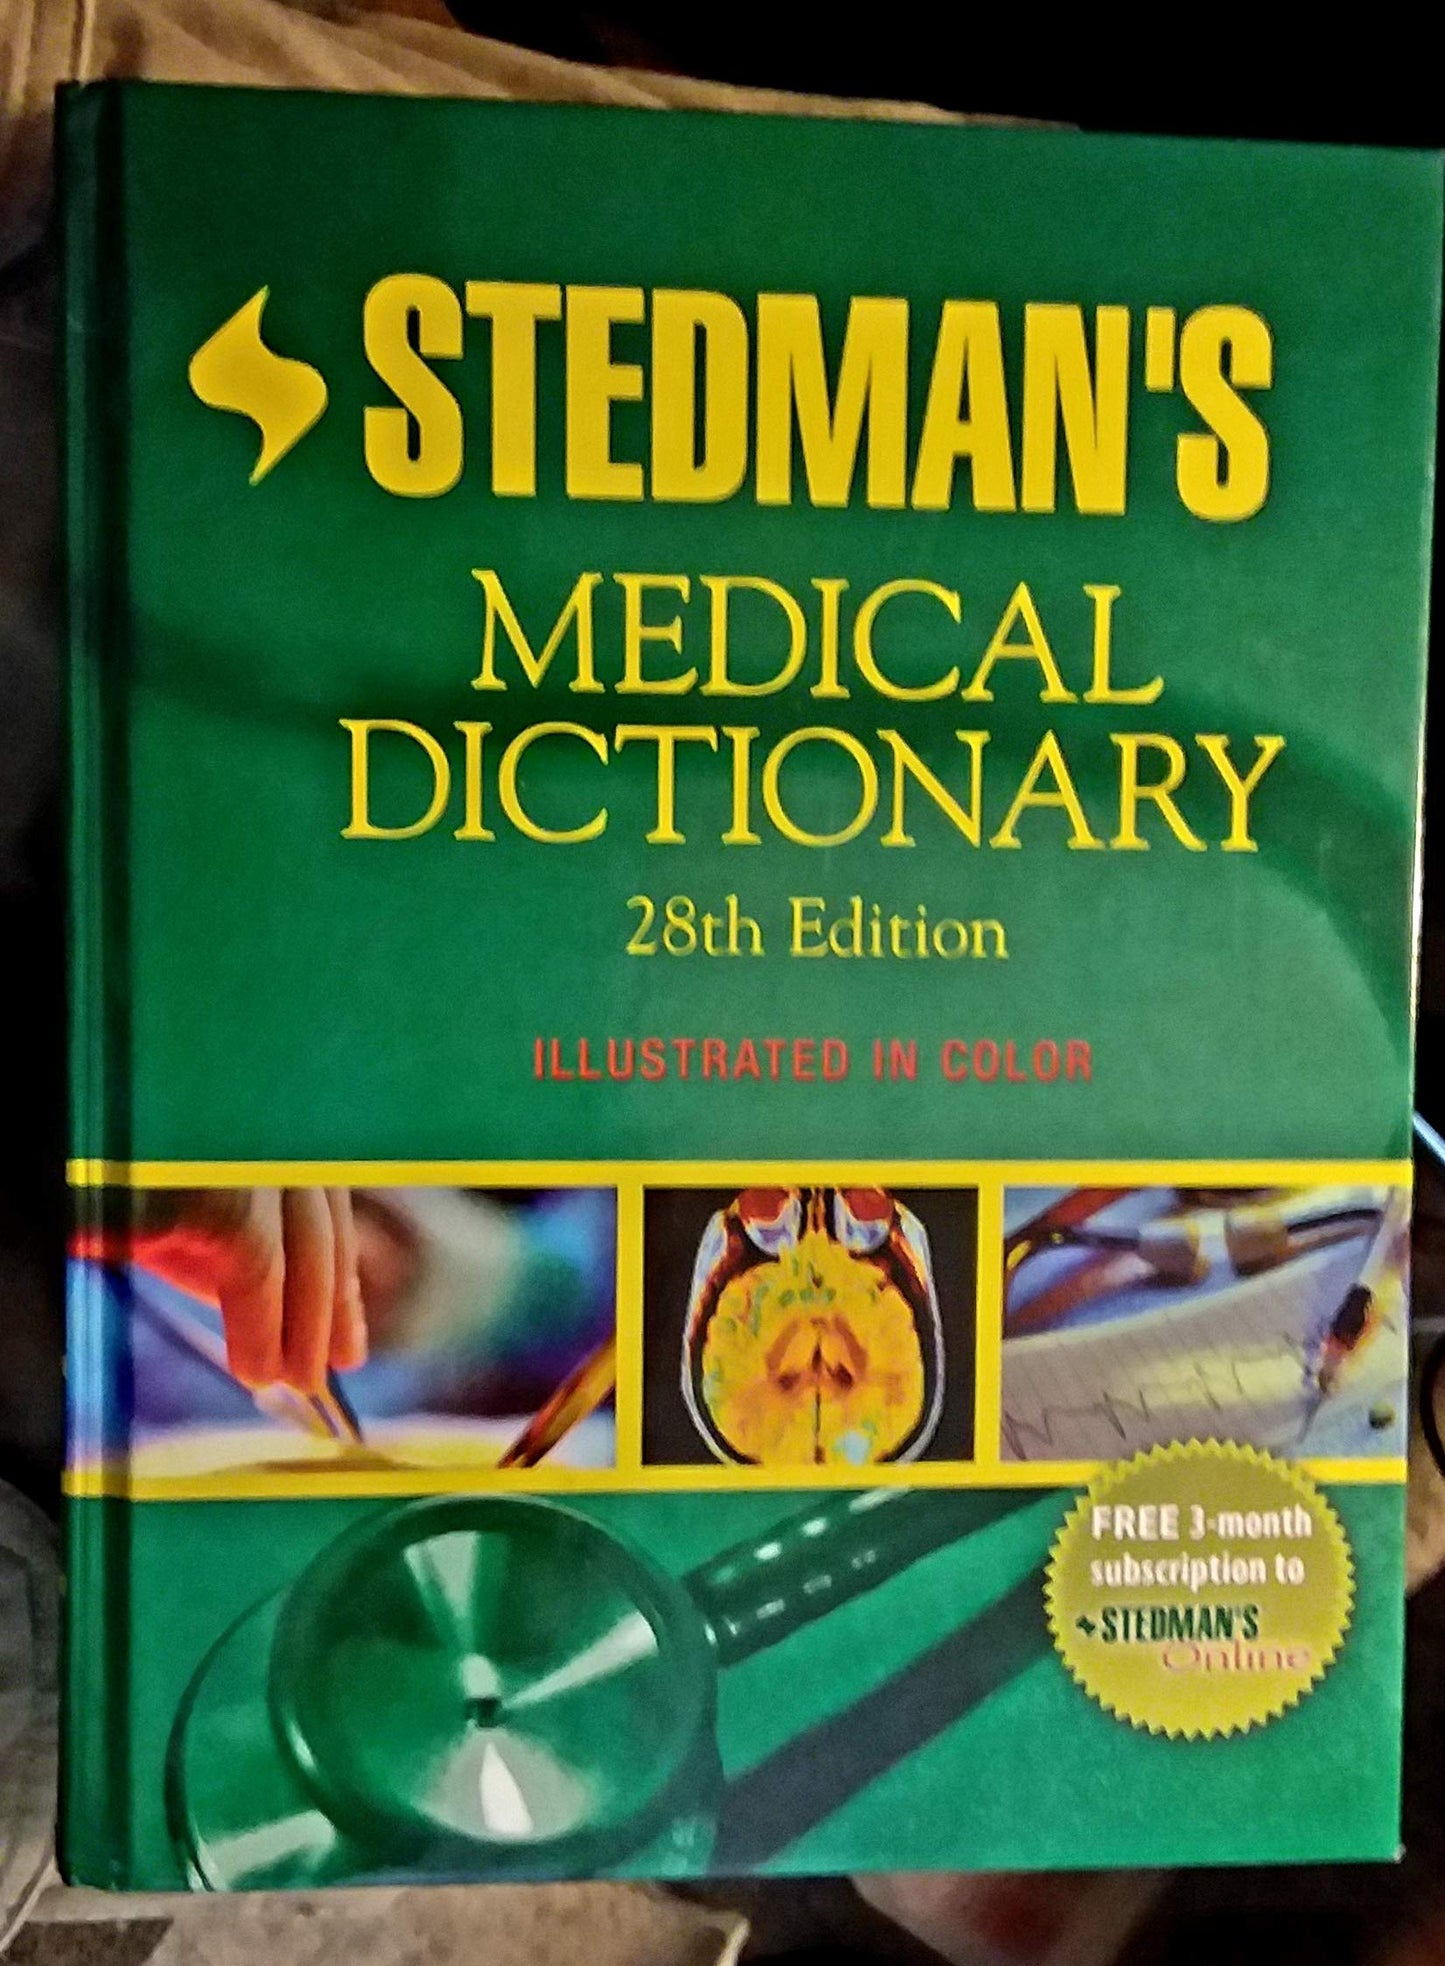 STEDMAN'S
MEDICAL
DICTIONARY
28th Edition
ILLUSTRATED IN COLOR
FREE 3-month
subscription to
STEDMAN'S
Online